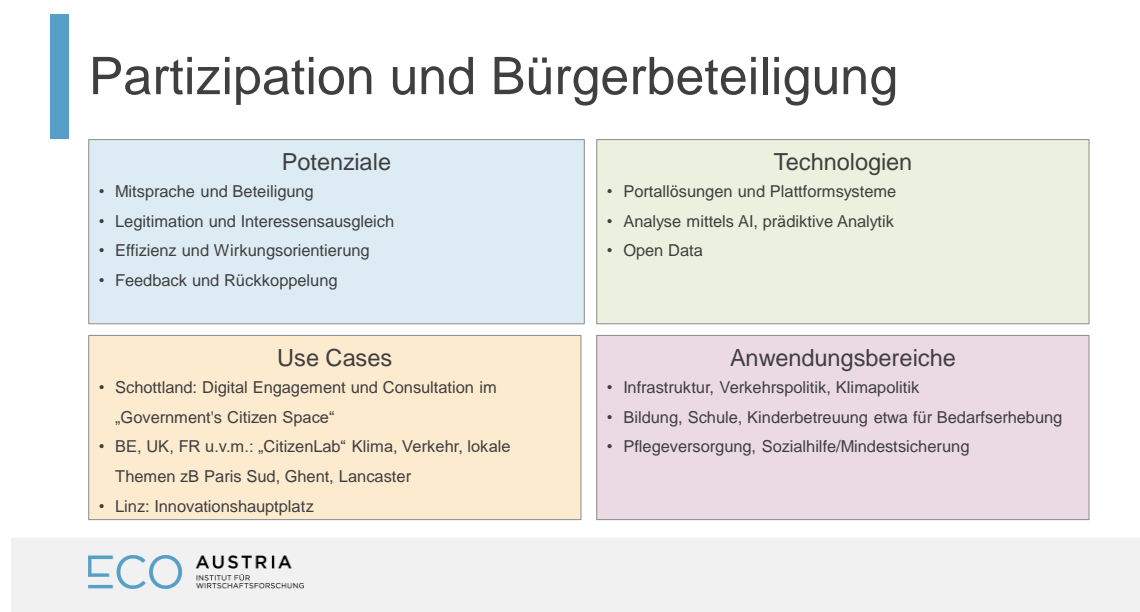 Partizipation und Bürgerbeteiligung
Potenziale
• Mitsprache und Beteiligung
• Legitimation und Interessensausgleich
• Effizienz und Wirkungsorientierung
• Feedback und Rückkoppelung
Technologien
• Portallösungen und Plattformsysteme
• Analyse mittels AI, prädiktive Analytik
• Open Data
Use Cases
• Schottland: Digital Engagement und Consultation im
„Government's Citizen Space“
• BE, UK, FR u.v.m.: „CitizenLab“ Klima, Verkehr, lokale
Themen zB Paris Sud, Ghent, Lancaster
• Linz: Innovationshauptplatz
Anwendungsbereiche
• Infrastruktur, Verkehrspolitik, Klimapolitik
• Bildung, Schule, Kinderbetreuung etwa für Bedarfserhebung
• Pflegeversorgung, Sozialhilfe/Mindestsicherung
ECO AUSTRIA
INSTITUT FÜR
WIRTSCHAFTSFORSCHUNG